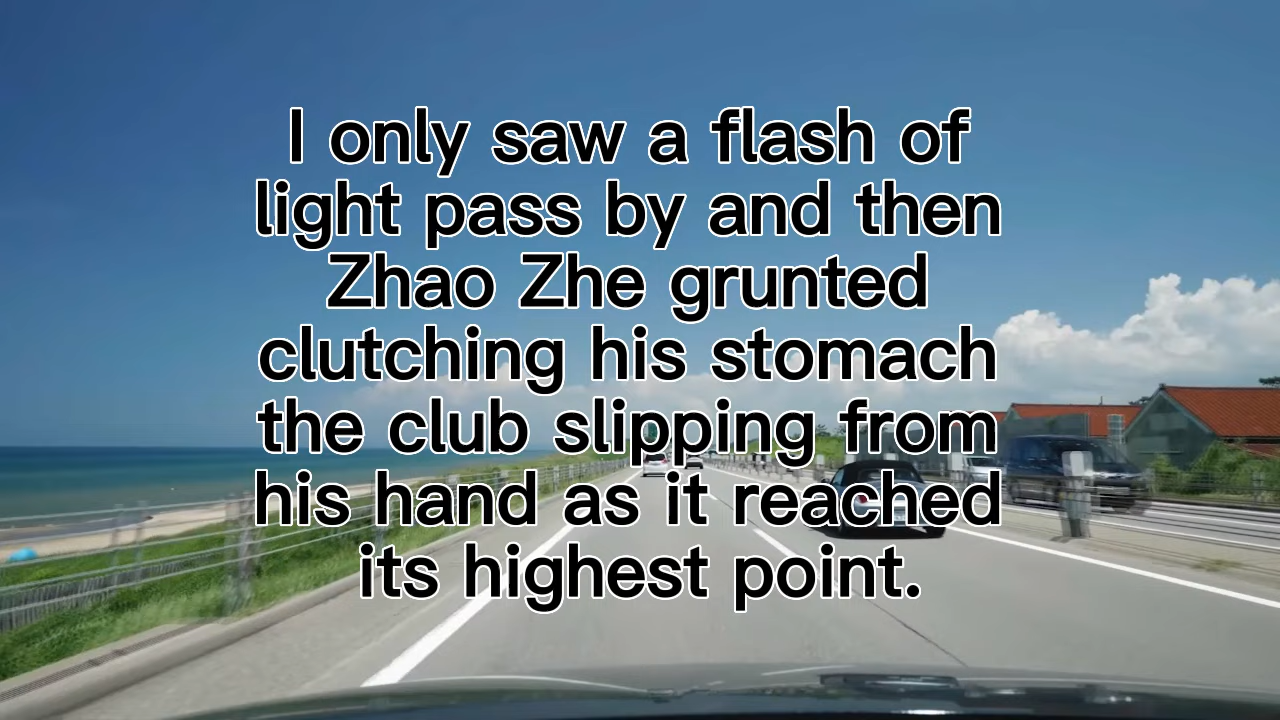 I only saw a flash of
light pass by and then
Zhao Zhe grunted
clutching his stomach
the club slipping from
his hand as it reached
its highest point.